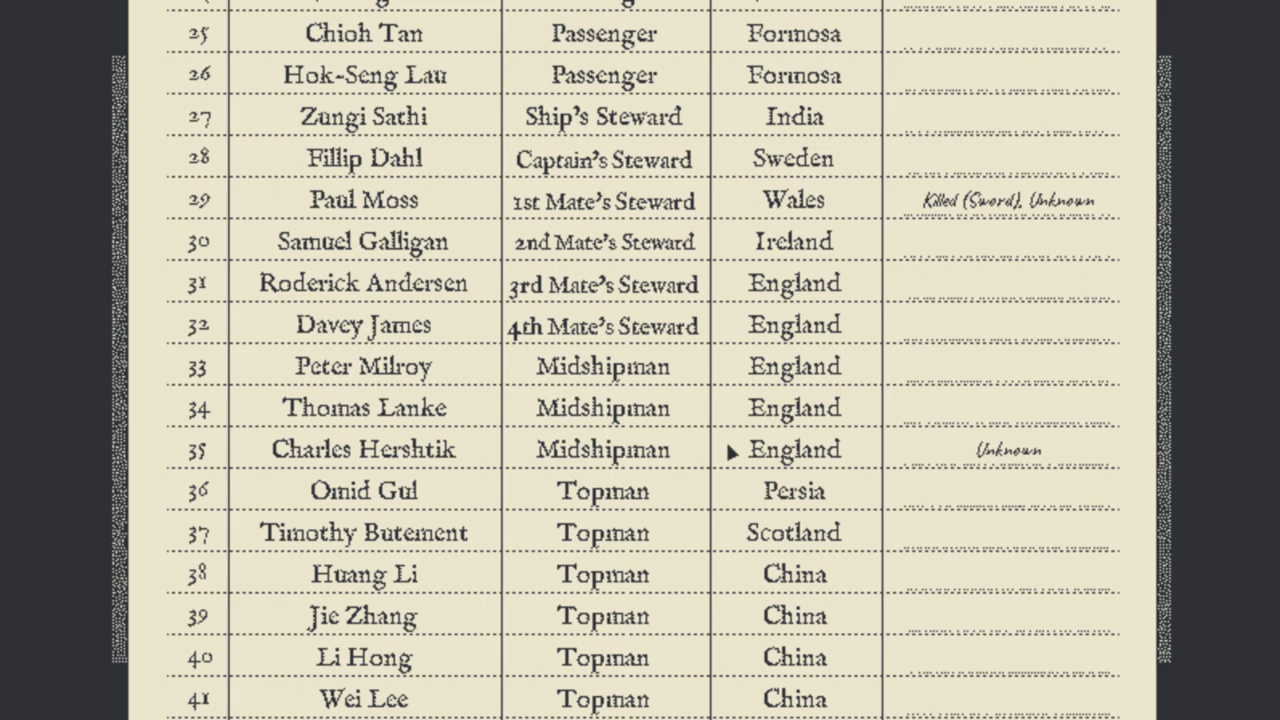 25 Chioh Tan Passenger Formosa
26 Hok-Seng Lau Passenger Formosa
27 Zungi Sathi Ship's Steward India
28 Fillip Dahl Captain's Steward Sweden
29 Paul Moss 1st Mate's Steward Wales Killed (Sword), Unknown
30 Samuel Galligan 2nd Mate's Steward Ireland
31 Roderick Andersen 3rd Mate's Steward England
32 Davey James 4th Mate's Steward England
33 Peter Milroy Midshipman England
34 Thomas Lanke Midshipman England
35 Charles Hershtik Midshipman England Unknown
36 Omid Gul Topman Persia
37 Timothy Butement Topman Scotland
38 Huang Li Topman China
39 Jie Zhang Topman China
40 Li Hong Topman China
41 Wei Lee Topman China